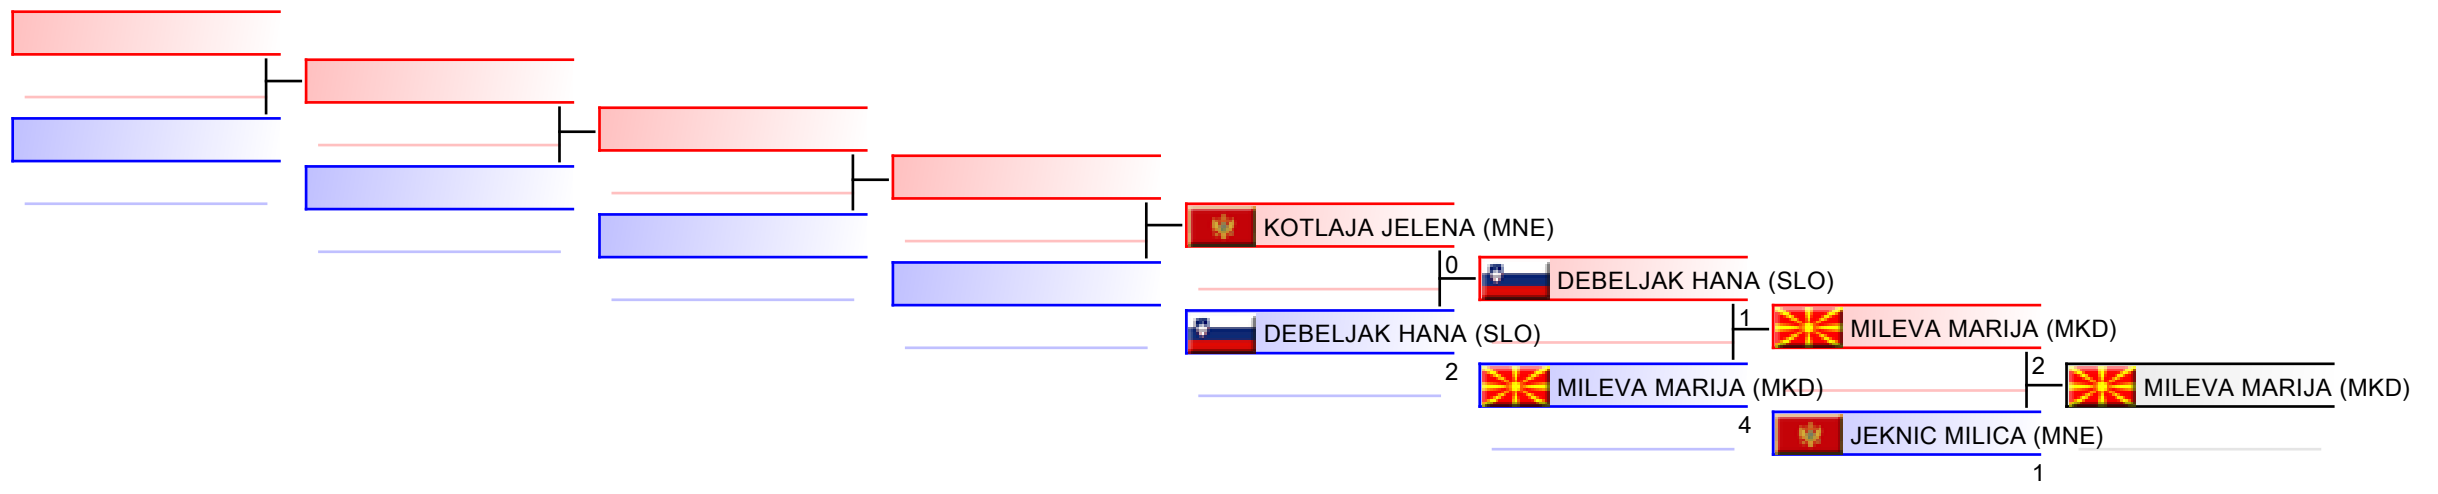 KOTLAJA JELENA (MNE)
0
DEBELJAK HANA (SLO)
2
DEBELJAK HANA (SLO)
1
MILEVA MARIJA (MKD)
4
MILEVA MARIJA (MKD)
2
JEKNIC MILICA (MNE)
1
MILEVA MARIJA (MKD)